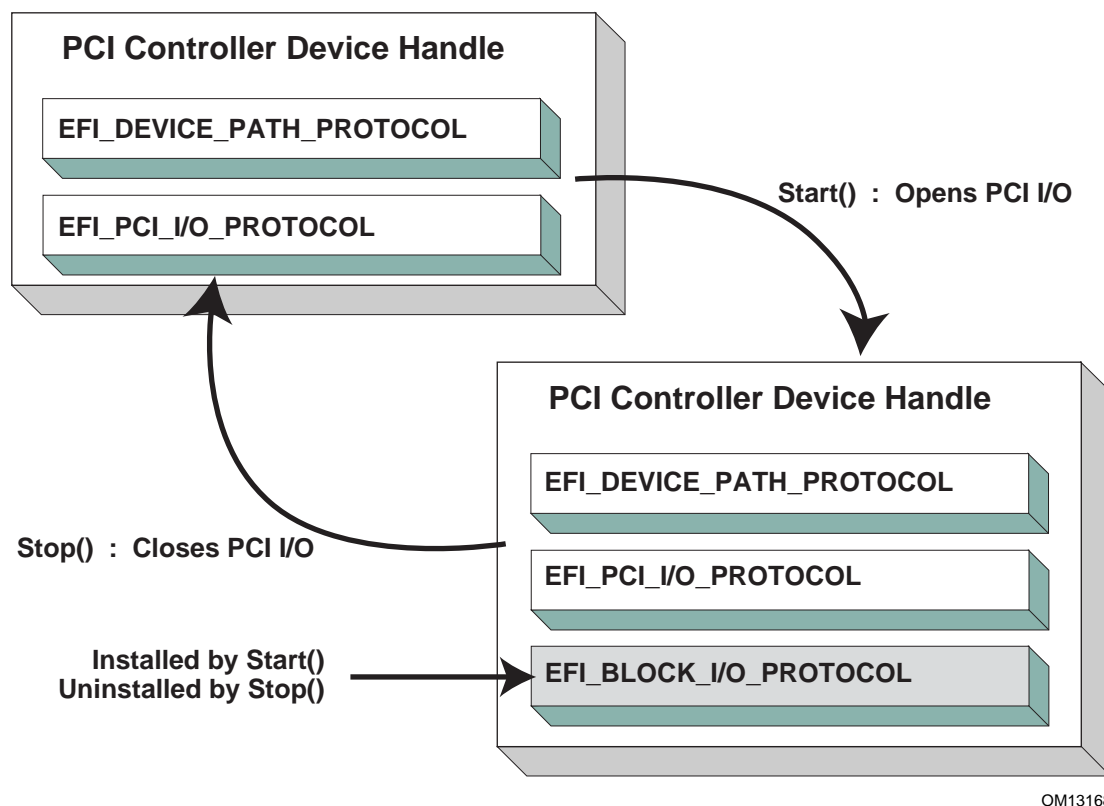 PCI Controller Device Handle
EFI_DEVICE_PATH_PROTOCOL
EFI_PCI_I/O_PROTOCOL
Start() : Opens PCI I/O
PCI Controller Device Handle
EFI_DEVICE_PATH_PROTOCOL
EFI_PCI_I/O_PROTOCOL
EFI_BLOCK_I/O_PROTOCOL
Stop() : Closes PCI I/O
Installed by Start()
Uninstalled by Stop()
OM13168